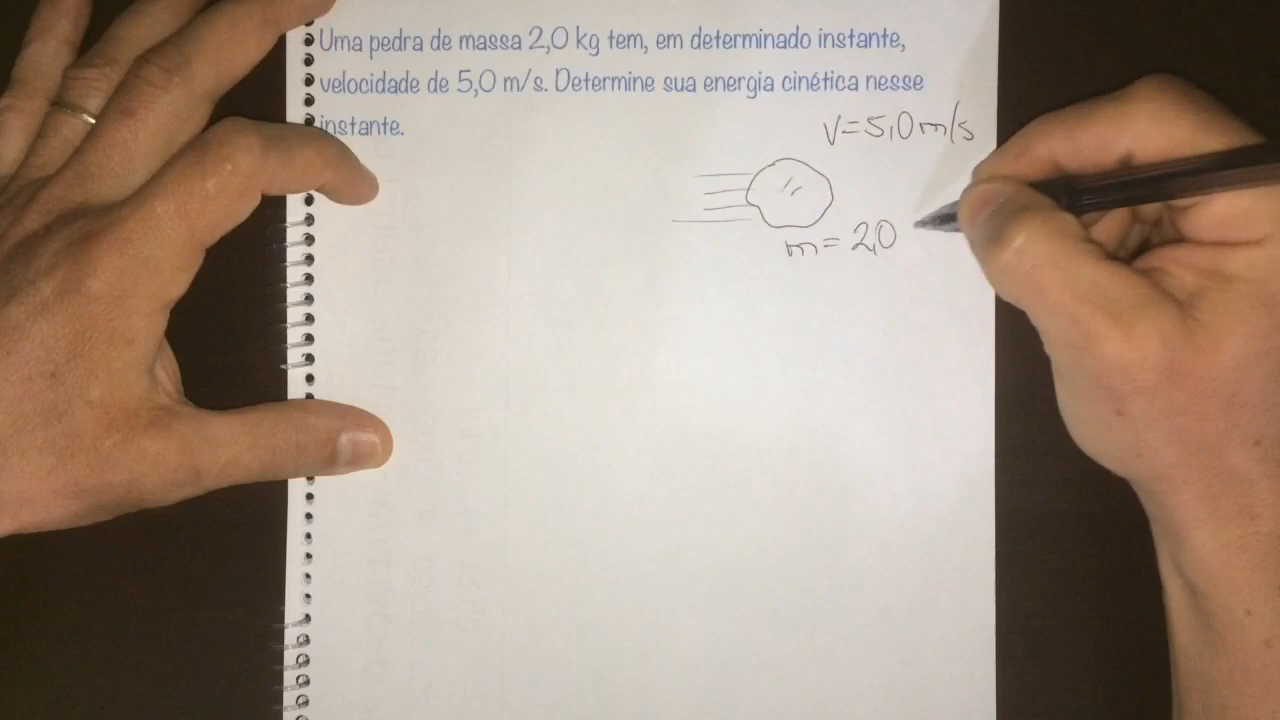 Uma pedra de massa 2,0 kg tem, em determinado instante,
velocidade de 5,0 m/s. Determine sua energia cinética nesse
instante.
V=5,0 m/s
m = 2,0